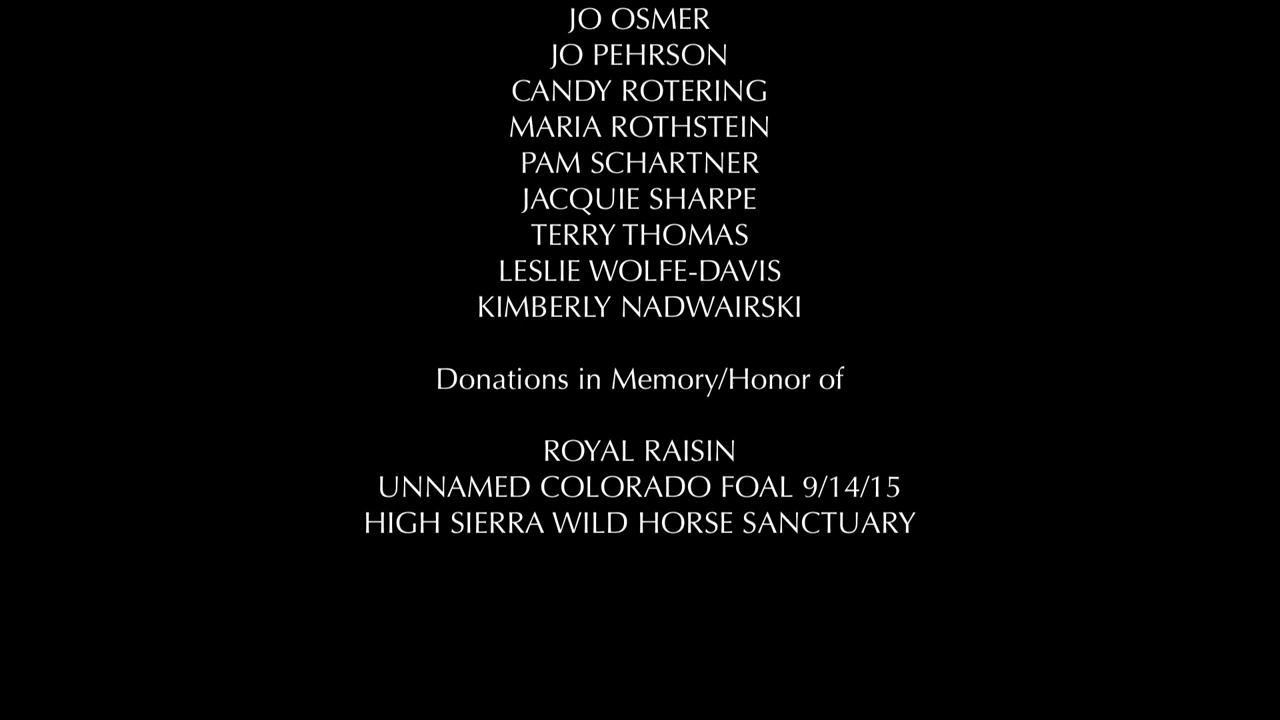 JO OSMER
JO PEHRSON
CANDY ROTERING
MARIA ROTHSTEIN
PAM SCHARTNER
JACQUIE SHARPE
TERRY THOMAS
LESLIE WOLFE-DAVIS
KIMBERLY NADWAIRSKI
Donations in Memory/Honor of
ROYAL RAISIN
UNNAMED COLORADO FOAL 9/14/15
HIGH SIERRA WILD HORSE SANCTUARY